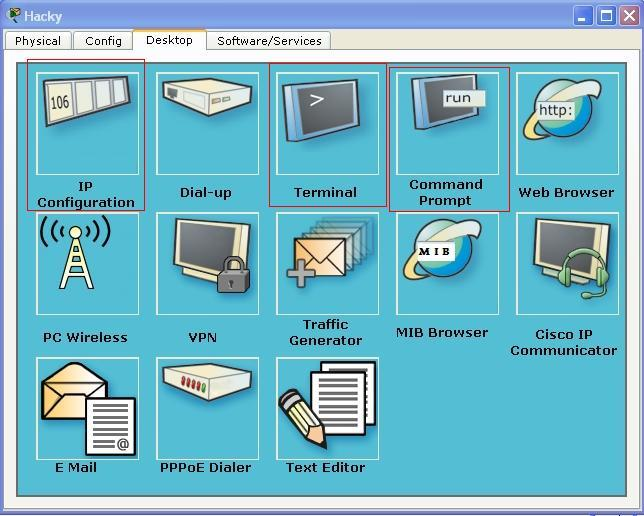 Hacky
Physical
Config
Desktop
Software/Services
106
>
run
http:
IP
Configuration
Dial-up
Terminal
Command
Prompt
Web Browser
MIB
PC Wireless
VPN
Traffic
Generator
MIB Browser
Cisco IP
Communicator
@
E Mail
PPPoE Dialer
Text Editor